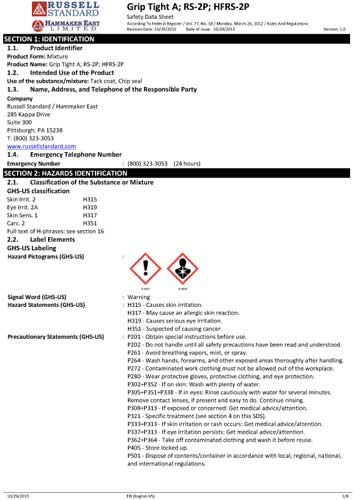 RUSSELL
STANDARD
HAMMAKER EAST
LIMITED
Grip Tight A; RS-2P; HFRS-2P
Safety Data Sheet
According To Federal Register / Vol. 77, No. 58 / Monday, March 26, 2012 / Rules And Regulations
Revision Date: 10/29/2015 Date of issue: 10/29/2015 Version: 1.0
SECTION 1: IDENTIFICATION
1.1. Product Identifier
Product Form: Mixture
Product Name: Grip Tight A; RS-2P; HFRS-2P
1.2. Intended Use of the Product
Use of the substance/mixture: Tack coat, Chip seal
1.3. Name, Address, and Telephone of the Responsible Party
Company
Russell Standard / Hammaker East
285 Kappa Drive
Suite 300
Pittsburgh, PA 15238
T: (800) 323-3053
www.russellstandard.com
1.4. Emergency Telephone Number
Emergency Number : (800) 323-3053 (24 hours)
SECTION 2: HAZARDS IDENTIFICATION
2.1. Classification of the Substance or Mixture
GHS-US classification
Skin Irrit. 2 H315
Eye Irrit. 2A H319
Skin Sens. 1 H317
Carc. 2 H351
Full text of H-phrases: see section 16
2.2. Label Elements
GHS-US Labeling
Hazard Pictograms (GHS-US) :
GHS07 GHS08
Signal Word (GHS-US) : Warning
Hazard Statements (GHS-US) : H315 - Causes skin irritation.
H317 - May cause an allergic skin reaction.
H319 - Causes serious eye irritation.
H351 - Suspected of causing cancer.
Precautionary Statements (GHS-US) : P201 - Obtain special instructions before use.
P202 - Do not handle until all safety precautions have been read and understood.
P261 - Avoid breathing vapors, mist, or spray.
P264 - Wash hands, forearms, and other exposed areas thoroughly after handling.
P272 - Contaminated work clothing must not be allowed out of the workplace.
P280 - Wear protective gloves, protective clothing, and eye protection.
P302+P352 - If on skin: Wash with plenty of water.
P305+P351+P338 - If in eyes: Rinse cautiously with water for several minutes.
Remove contact lenses, if present and easy to do. Continue rinsing.
P308+P313 - If exposed or concerned: Get medical advice/attention.
P321 - Specific treatment (see section 4 on this SDS).
P333+P313 - If skin irritation or rash occurs: Get medical advice/attention.
P337+P313 - If eye irritation persists: Get medical advice/attention.
P362+P364 - Take off contaminated clothing and wash it before reuse.
P405 - Store locked up.
P501 - Dispose of contents/container in accordance with local, regional, national,
and international regulations.
10/29/2015 EN (English US) 1/8